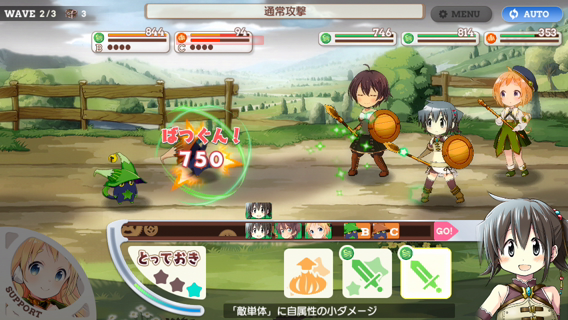 WAVE 2/3
3
通常攻撃
MENU
AUTO
844
B
94
C
746
814
353
ばつぐん!
750
B
C
GO!
とっておき
SUPPORT
「敵単体」に自属性の小ダメージ